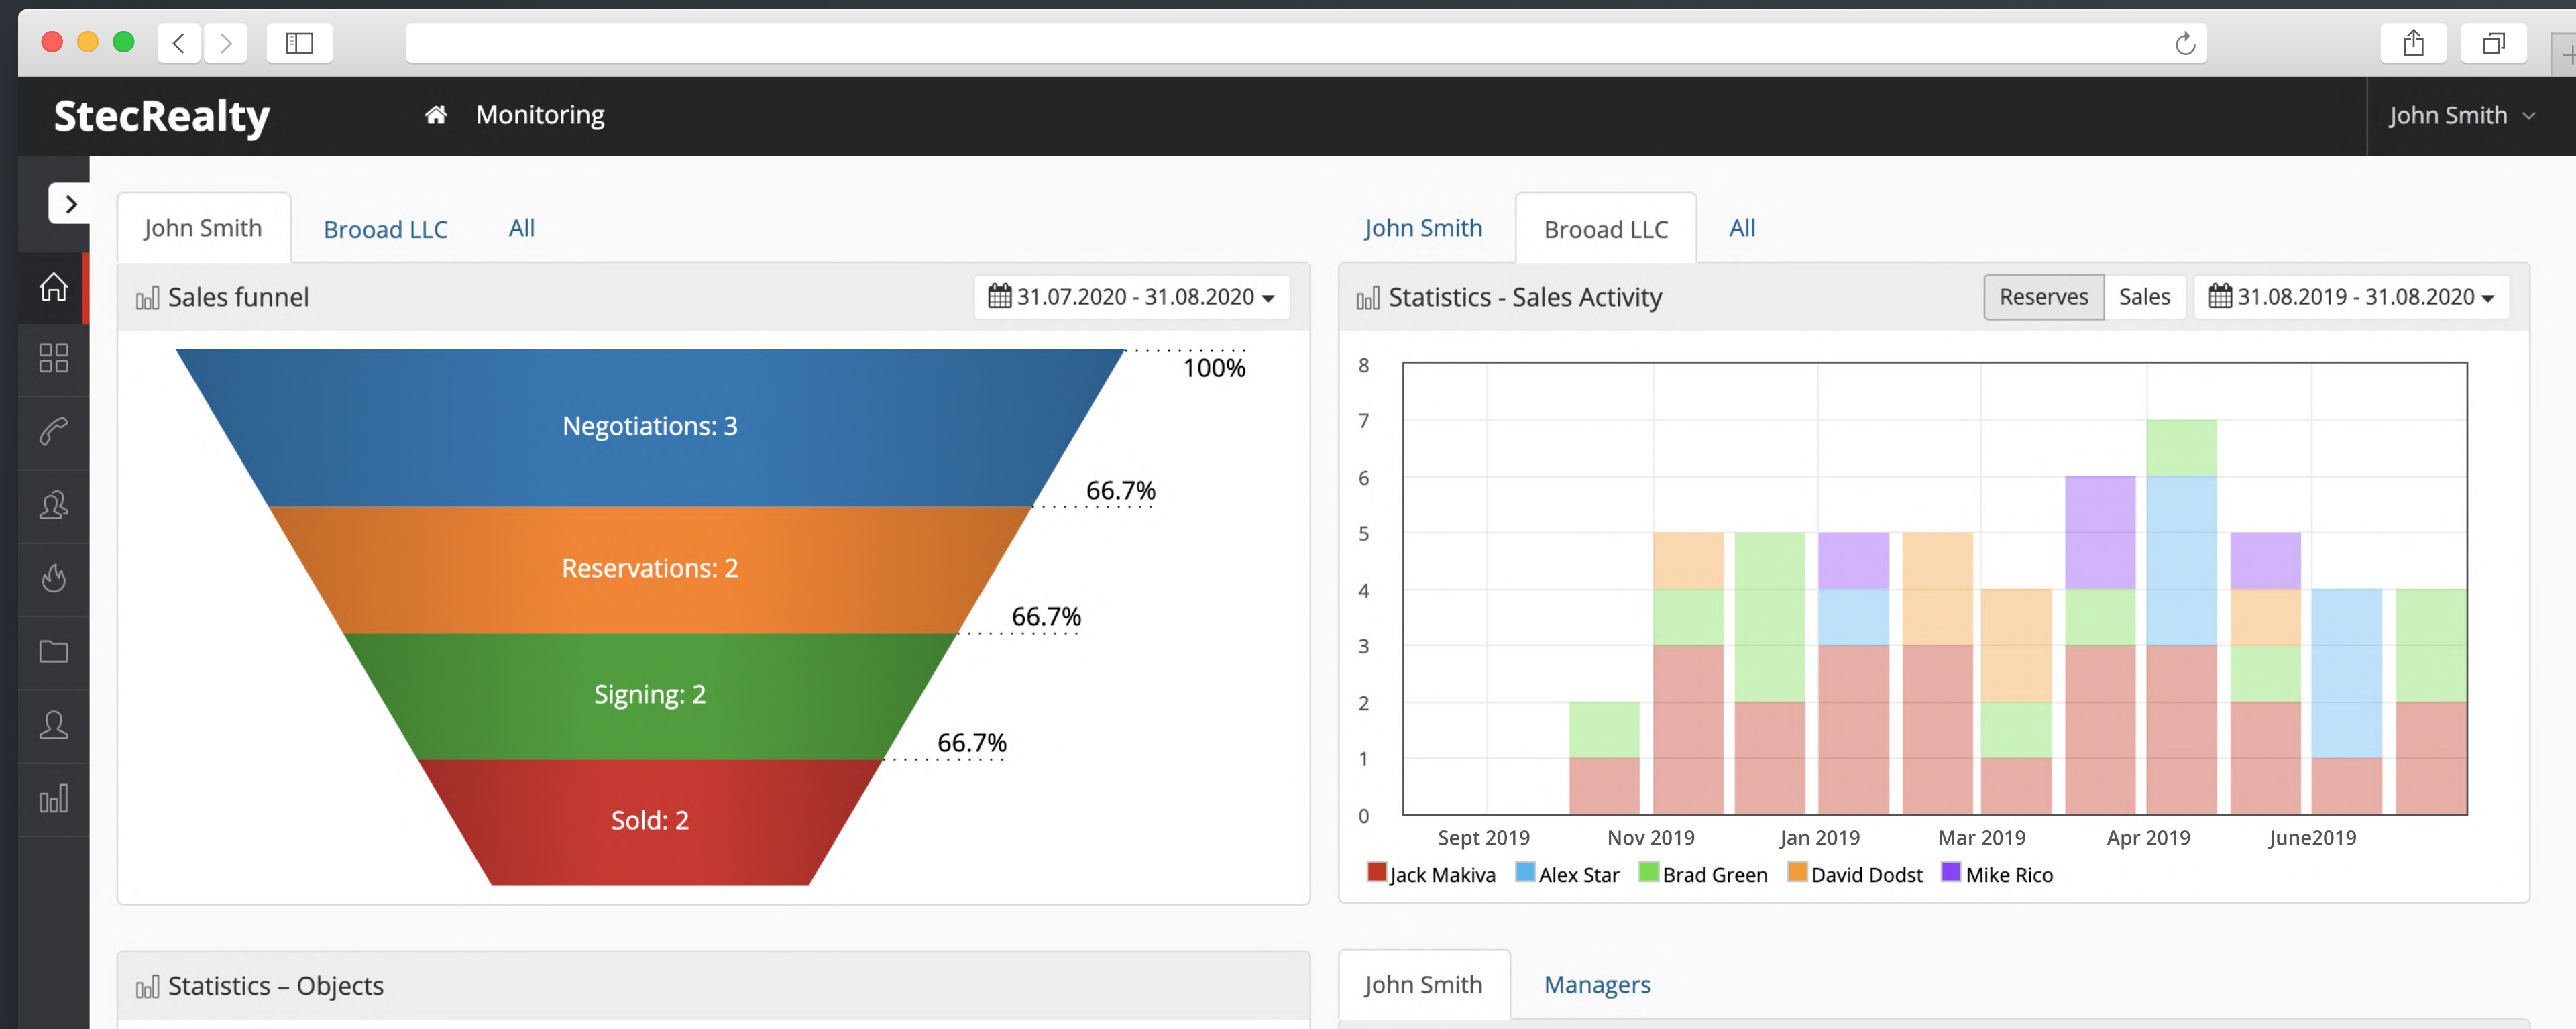 StecRealty
Monitoring
John Smith
John Smith
Brooad LLC
All
Sales funnel
31.07.2020 - 31.08.2020
100%
Negotiations: 3
66.7%
Reservations: 2
66.7%
Signing: 2
66.7%
Sold: 2
John Smith
Brooad LLC
All
Statistics - Sales Activity
Reserves
Sales
31.08.2019 - 31.08.2020
8
7
6
5
4
3
2
1
0
Sept 2019
Nov 2019
Jan 2019
Mar 2019
Apr 2019
June2019
Jack Makiva
Alex Star
Brad Green
David Dodst
Mike Rico
Statistics – Objects
John Smith
Managers